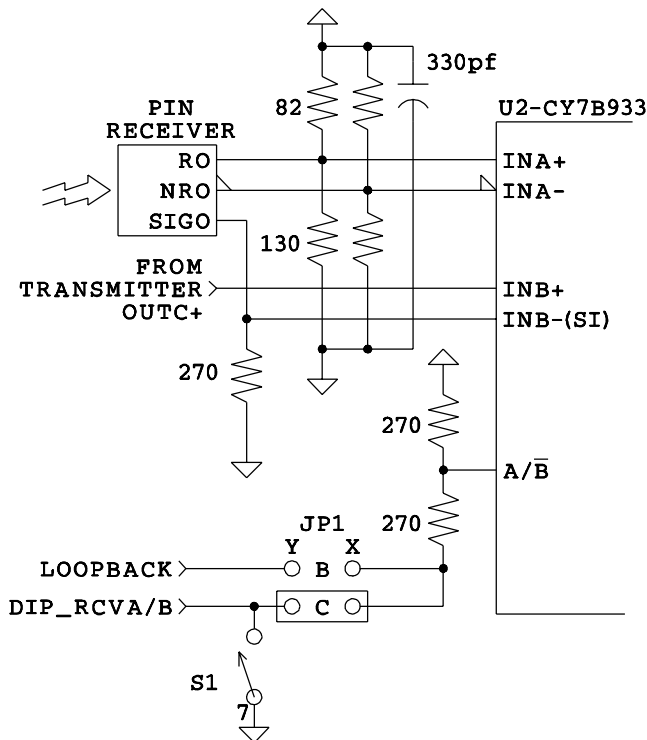 330pf
82
PIN
RECEIVER
U2-CY7B933
RO
INA+
NRO
INA-
SIGO
130
FROM
TRANSMITTER
OUTC+
INB+
INB-(SI)
270
270
A/B̅
270
JP1
Y X
LOOPBACK
B
DIP_RCVA/B
C
S1
7